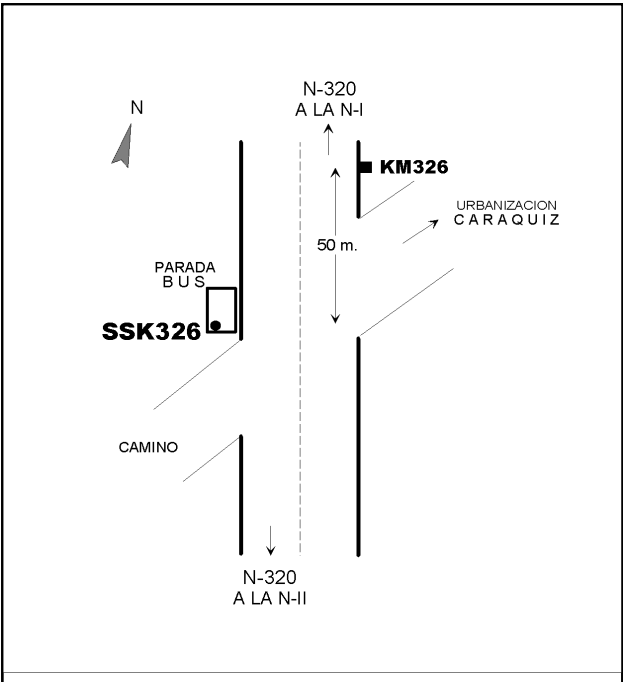 N-320
A LA N-I
N
KM326
URBANIZACION
CARAQUIZ
50 m.
PARADA
BUS
SSK326
CAMINO
N-320
A LA N-II